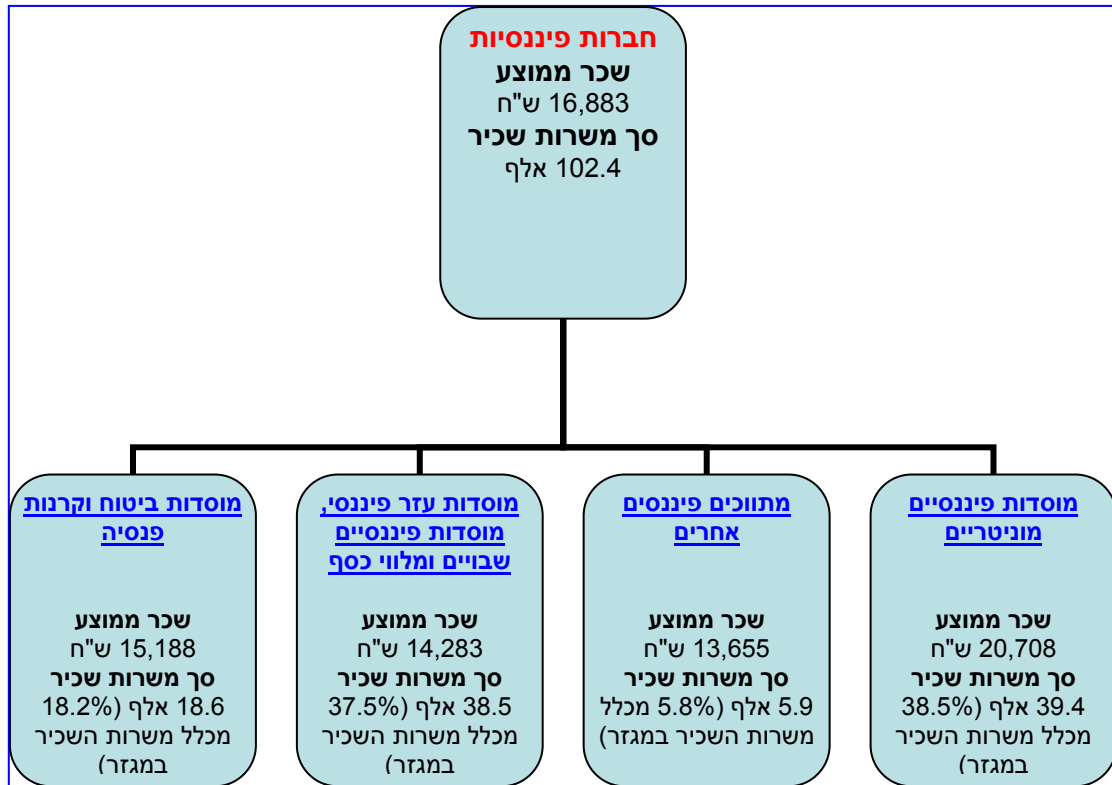 חברות פיננסיות
שכר ממוצע
16,883 ש"ח
סך משרות שכיר
102.4 אלף
מוסדות פיננסיים
מוניטריים
שכר ממוצע
20,708 ש"ח
סך משרות שכיר
39.4 אלף (38.5%
מכלל משרות השכיר
במגזר)
מתווכים פיננסים
אחרים
שכר ממוצע
13,655 ש"ח
סך משרות שכיר
5.9 אלף (5.8% מכלל
משרות השכיר במגזר)
מוסדות עזר פיננסי,
מוסדות פיננסיים
שבויים ומלווי כסף
שכר ממוצע
14,283 ש"ח
סך משרות שכיר
38.5 אלף (37.5%
מכלל משרות השכיר
במגזר)
מוסדות ביטוח וקרנות
פנסיה
שכר ממוצע
15,188 ש"ח
סך משרות שכיר
18.6 אלף (18.2%
מכלל משרות השכיר
במגזר)